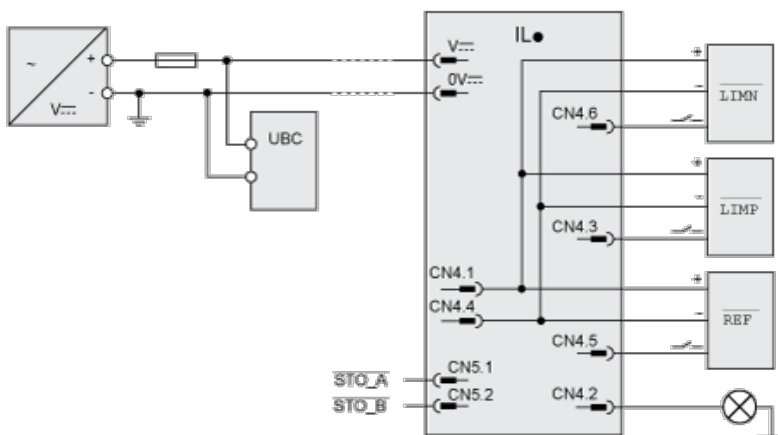 IL●
~
+
-
V⎓
V⎓
0V⎓
UBC
CN4.6
+
-
LIMN
CN4.3
+
-
LIMP
CN4.1
CN4.4
CN4.5
+
-
REF
STO_A
STO_B
CN5.1
CN5.2
CN4.2